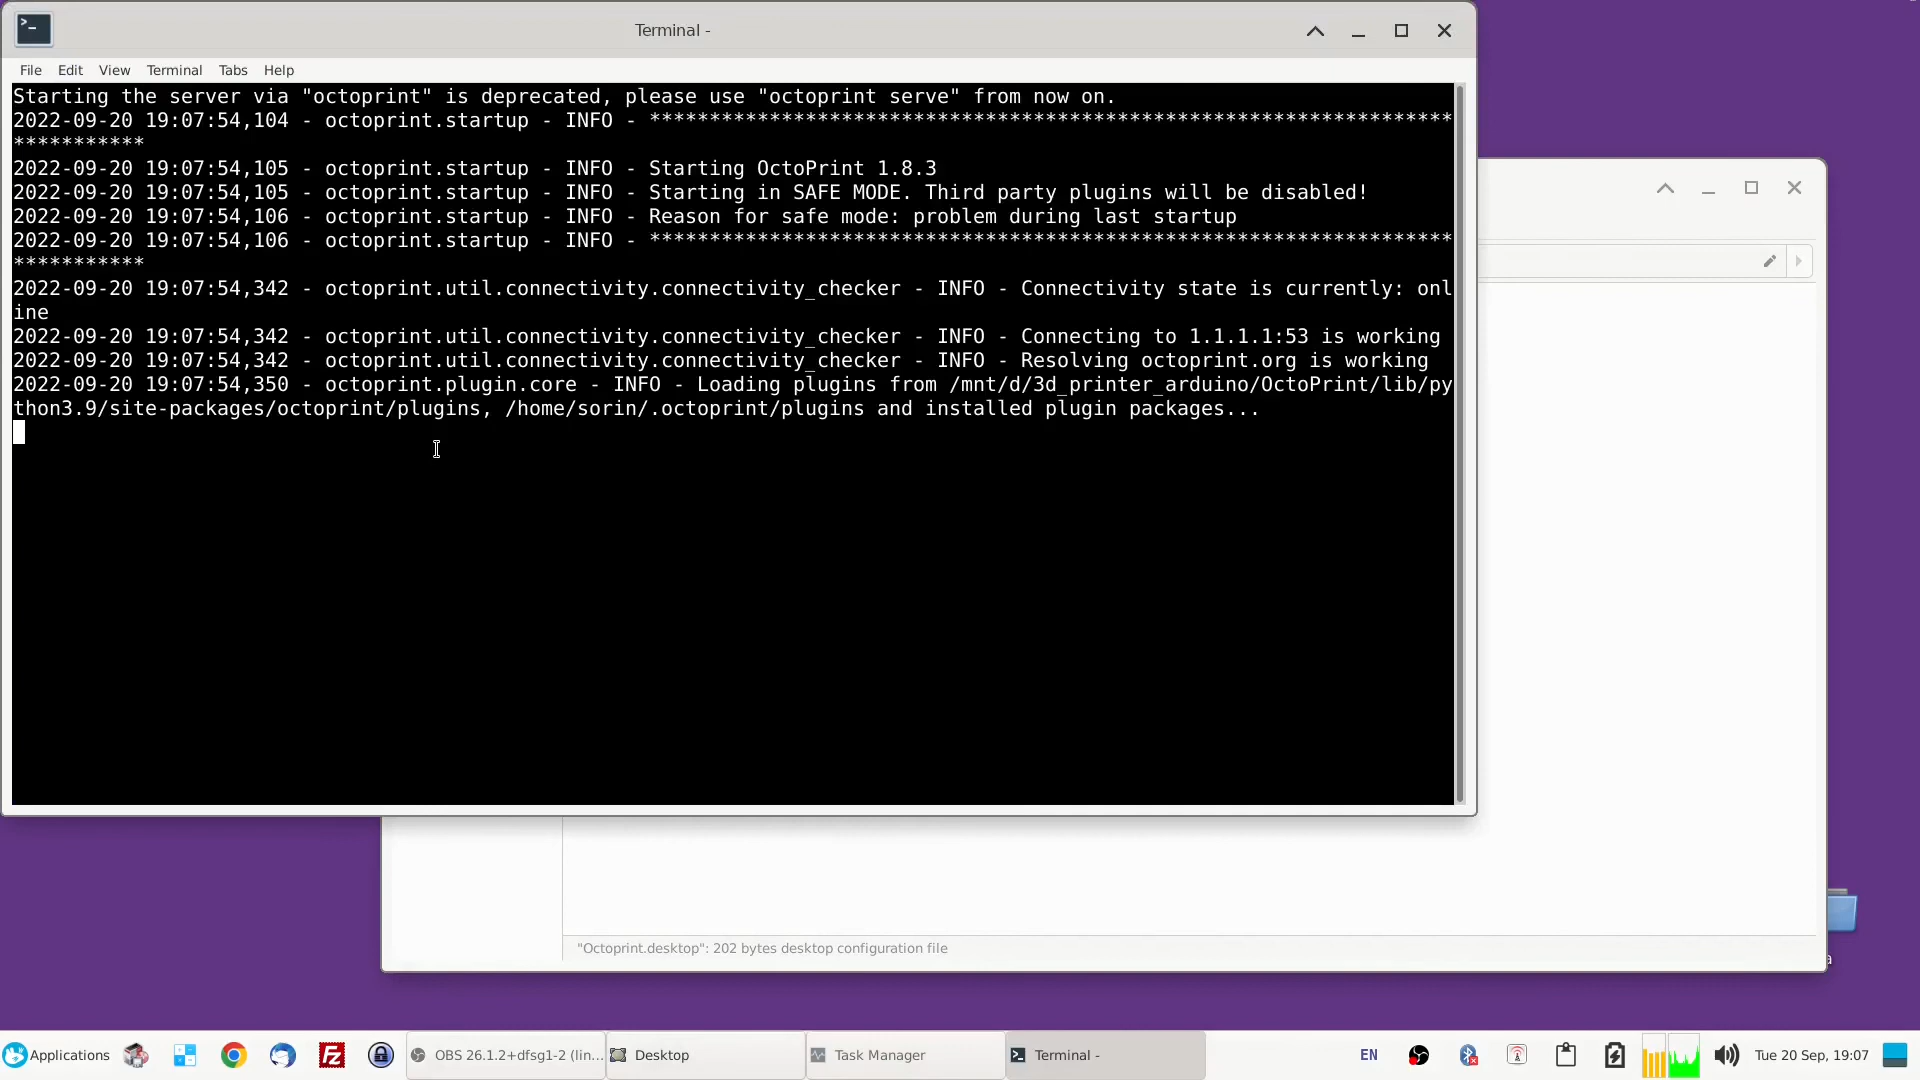 Terminal -
File Edit View Terminal Tabs Help
Starting the server via "octoprint" is deprecated, please use "octoprint serve" from now on.
2022-09-20 19:07:54,104 - octoprint.startup - INFO - *******************************************************************
***********
2022-09-20 19:07:54,105 - octoprint.startup - INFO - Starting OctoPrint 1.8.3
2022-09-20 19:07:54,105 - octoprint.startup - INFO - Starting in SAFE MODE. Third party plugins will be disabled!
2022-09-20 19:07:54,106 - octoprint.startup - INFO - Reason for safe mode: problem during last startup
2022-09-20 19:07:54,106 - octoprint.startup - INFO - *******************************************************************
***********
2022-09-20 19:07:54,342 - octoprint.util.connectivity.connectivity_checker - INFO - Connectivity state is currently: onl
ine
2022-09-20 19:07:54,342 - octoprint.util.connectivity.connectivity_checker - INFO - Connecting to 1.1.1.1:53 is working
2022-09-20 19:07:54,342 - octoprint.util.connectivity.connectivity_checker - INFO - Resolving octoprint.org is working
2022-09-20 19:07:54,350 - octoprint.plugin.core - INFO - Loading plugins from /mnt/d/3d_printer_arduino/OctoPrint/lib/py
thon3.9/site-packages/octoprint/plugins, /home/sorin/.octoprint/plugins and installed plugin packages...
"Octoprint.desktop": 202 bytes desktop configuration file
a
Applications OBS 26.1.2+dfsg1-2 (lin... Desktop Task Manager Terminal - EN Tue 20 Sep, 19:07